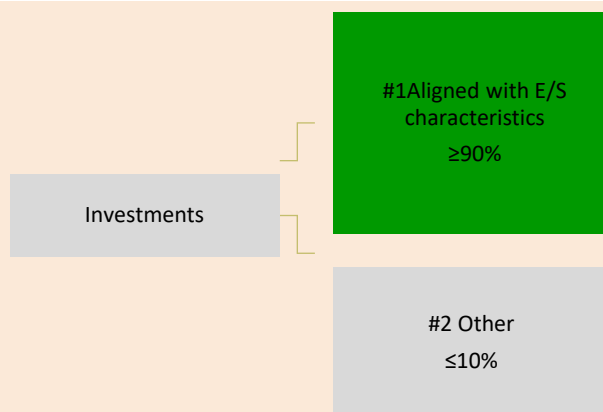 #1Aligned with E/S
characteristics
≥90%
Investments
#2 Other
≤10%